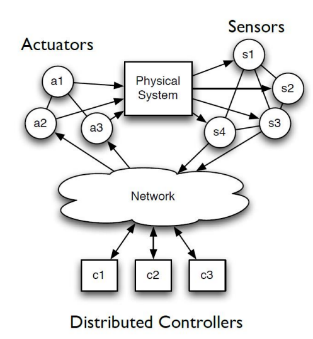 Sensors
Actuators
s1
a1
Physical
System
s2
a2
a3
s4
s3
Network
c1
c2
c3
Distributed Controllers